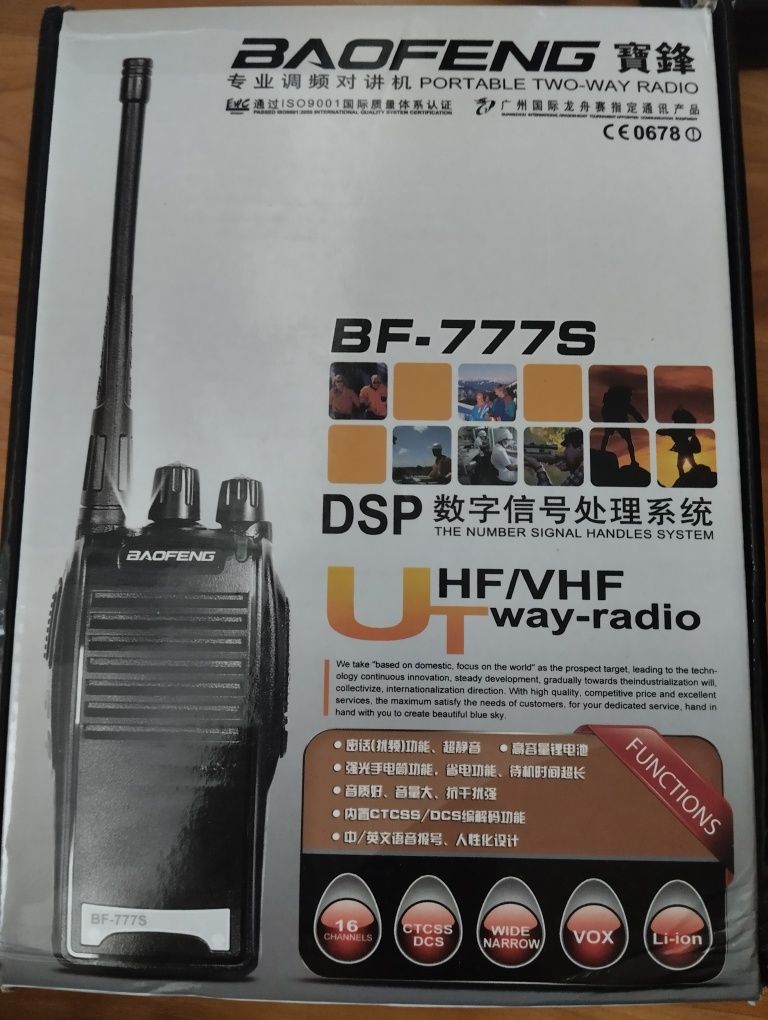 BAOFENG 寶鋒
专业调频对讲机 PORTABLE TWO-WAY RADIO
EMC 通过ISO9001国际质量体系认证
PASSED ISO9001:2000 INTERNATIONAL QUALITY SYSTEM CERTIFICATION
广州国际龙舟赛指定通讯产品
CE0678
BF-777S
DSP 数字信号处理系统
THE NUMBER SIGNAL HANDLES SYSTEM
BAOFENG
UHF/VHF
Tway-radio
We take "based on domestic, focus on the world" as the prospect target, leading to the techn-
ology continuous innovation, steady development, gradually towards theindustrialization will,
collectivize, internationalization direction. With high quality, competitive price and excellent
services, the maximum satisfy the needs of customers, for your dedicated service, hand in
hand with you to create beautiful blue sky.
FUNCTIONS
• 密话(扰频)功能、超静音 • 高容量锂电池
• 强光手电筒功能，省电功能、待机时间超长
• 音质好、音量大、抗干扰强
• 内置CTCSS/DCS编解码功能
• 中/英文语音报号、人性化设计
BF-777S
16
CHANNELS
CTCSS
DCS
WIDE
NARROW
VOX
Li-ion